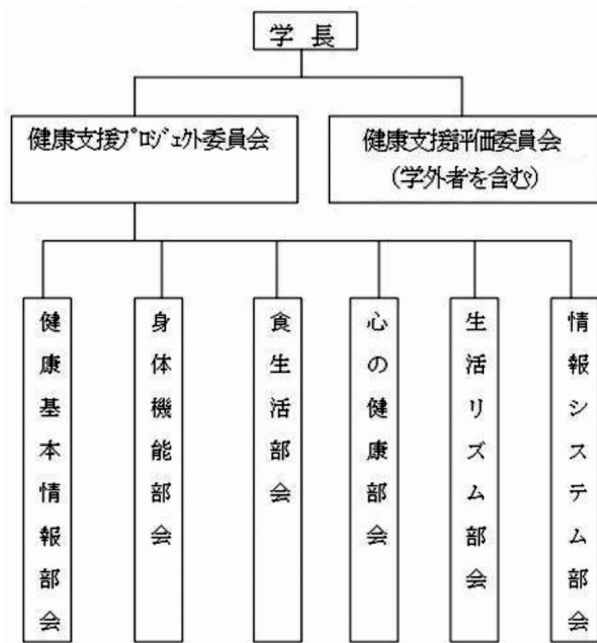 学長
健康支援ﾌﾟﾛｼﾞｪｸﾄ委員会
健康支援評価委員会
(学外者を含む)
健康基本情報部会
身体機能部会
食生活部会
心の健康部会
生活リズム部会
情報システム部会